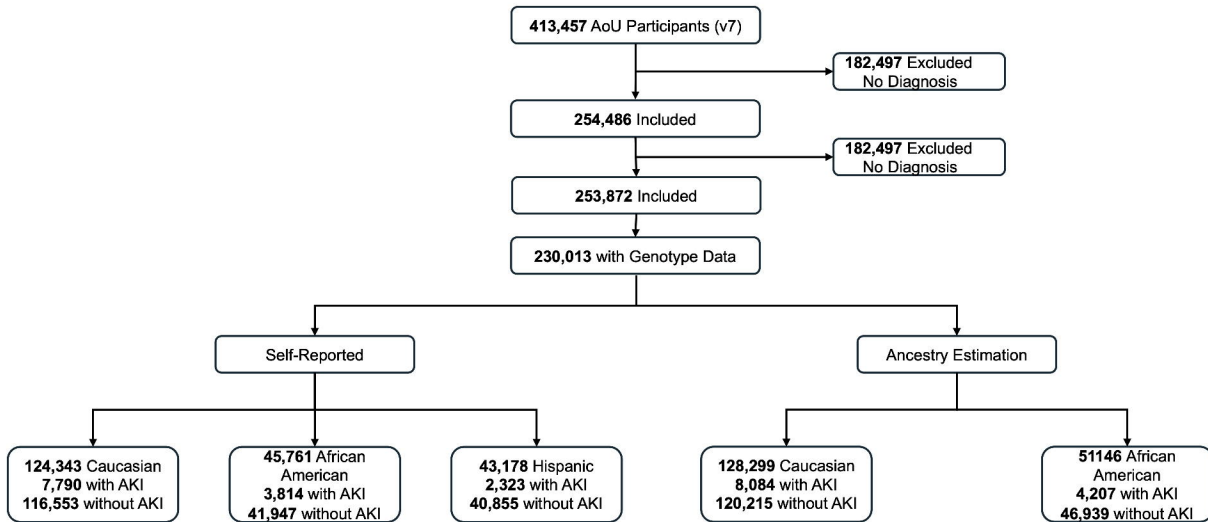 413,457 AoU Participants (v7)
182,497 Excluded
No Diagnosis
254,486 Included
182,497 Excluded
No Diagnosis
253,872 Included
230,013 with Genotype Data
Self-Reported
Ancestry Estimation
124,343 Caucasian
7,790 with AKI
116,553 without AKI
45,761 African
American
3,814 with AKI
41,947 without AKI
43,178 Hispanic
2,323 with AKI
40,855 without AKI
128,299 Caucasian
8,084 with AKI
120,215 without AKI
51146 African
American
4,207 with AKI
46,939 without AKI